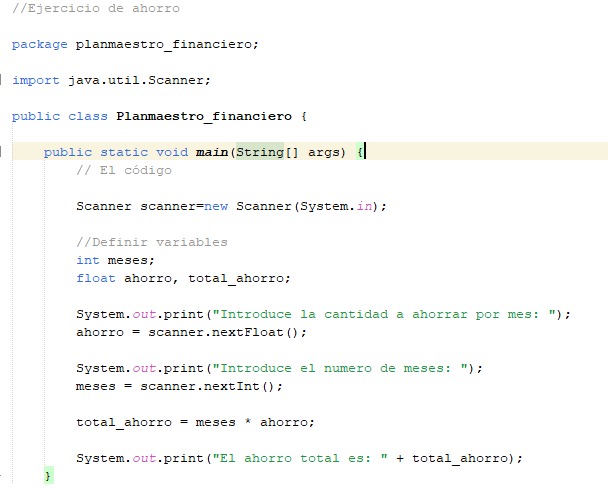 //Ejercicio de ahorro
package planmaestro_financiero;
import java.util.Scanner;
public class Planmaestro_financiero {
public static void main(String[] args) {
// El código
Scanner scanner=new Scanner(System.in);
//Definir variables
int meses;
float ahorro, total_ahorro;
System.out.print("Introduce la cantidad a ahorrar por mes: ");
ahorro = scanner.nextFloat();
System.out.print("Introduce el numero de meses: ");
meses = scanner.nextInt();
total_ahorro = meses * ahorro;
System.out.print("El ahorro total es: " + total_ahorro);
}